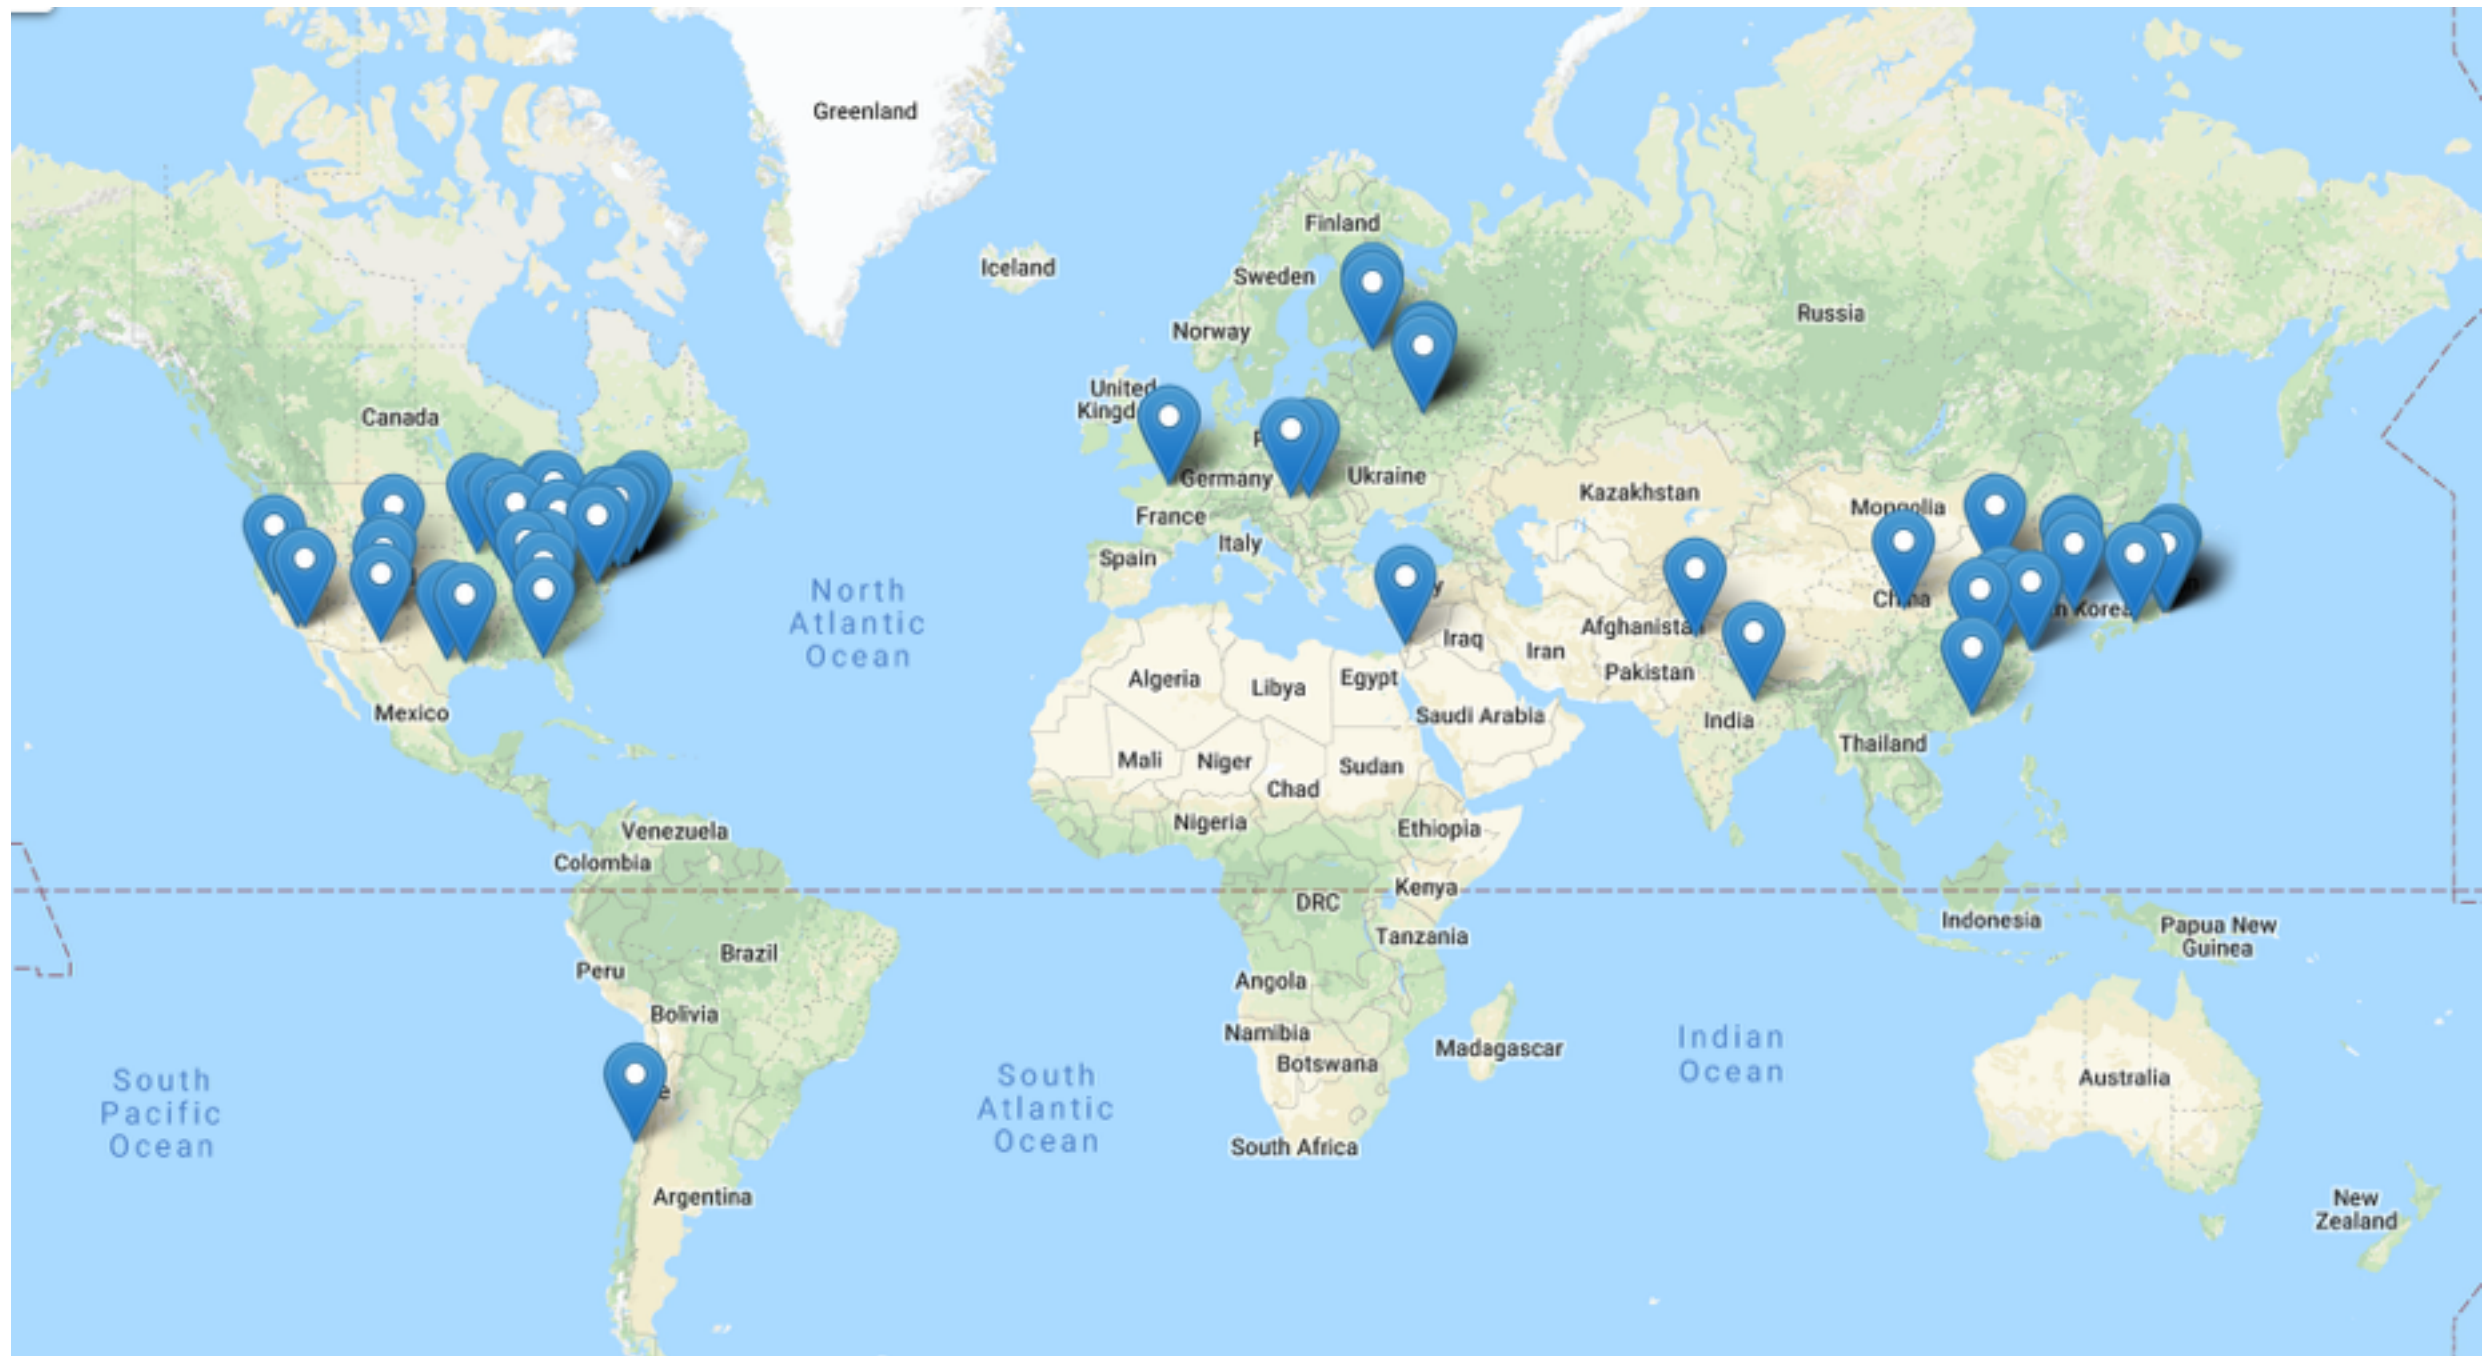 Greenland
Finland
Iceland
Sweden
Russia
Norway
United
Canada
Germany
Ukraine
Kazakhstan
Mongolia
France
Italy
Spain
North
Atlantic
Ocean
China
Korea
Afghanista
Iraq
Iran
Pakistan
Algeria
Libya
Egypt
Saudi Arabia
India
Mexico
Thailand
Mali
Niger
Sudan
Chad
Nigeria
Ethiopia
Venezuela
Colombia
Kenya
DRC
Indonesia
Papua New
Guinea
Tanzania
Brazil
Peru
Angola
Bolivia
Namibia
Botswana
Madagascar
Indian
Ocean
South
Pacific
Ocean
South
Atlantic
Ocean
Australia
South Africa
Argentina
New
Zealand